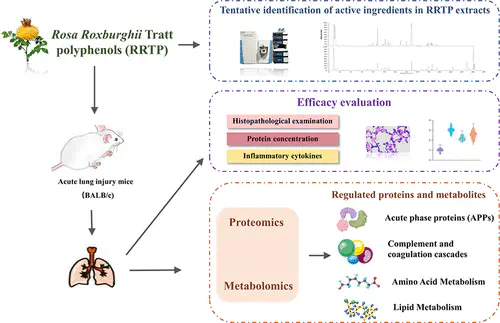 Rosa Roxburghii Tratt
polyphenols (RRTP)
Acute lung injury mice
(BALB/c)
Tentative identification of active ingredients in RRTP extracts
Efficacy evaluation
Histopathological examination
Protein concentration
Inflammatory cytokines
Regulated proteins and metabolites
Proteomics
Metabolomics
Acute phase proteins (APPs)
Complement and
coagulation cascades
Amino Acid Metabolism
Lipid Metabolism